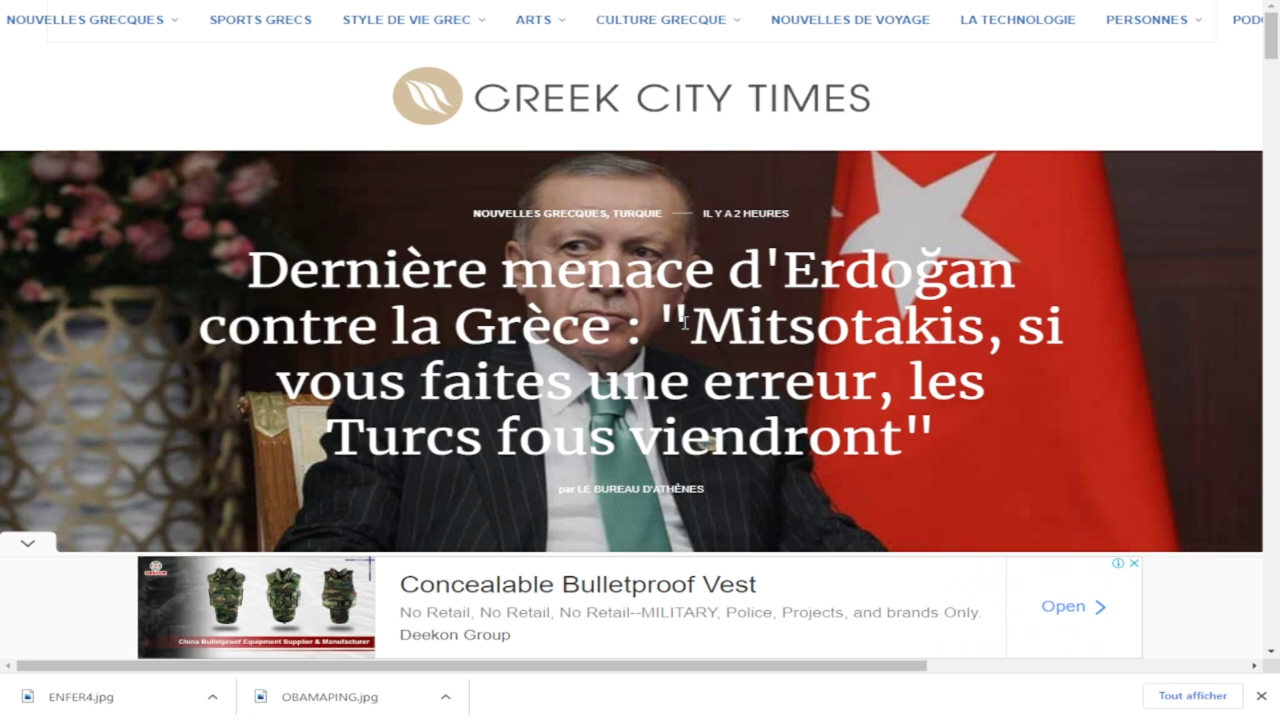 NOUVELLES GRECQUES SPORTS GRECS STYLE DE VIE GREC ARTS CULTURE GRECQUE NOUVELLES DE VOYAGE LA TECHNOLOGIE PERSONNES
GREEK CITY TIMES
NOUVELLES GRECQUES, TURQUIE — IL Y A 2 HEURES
Dernière menace d'Erdoğan
contre la Grèce : "Mitsotakis, si
vous faites une erreur, les
Turcs fous viendront"
par LE BUREAU D'ATHÈNES
China Bulletproof Equipment Supplier & Manufacturer
Concealable Bulletproof Vest
No Retail, No Retail, No Retail--MILITARY, Police, Projects, and brands Only.
Deekon Group
Open
ENFER4.jpg OBAMAPING.jpg Tout afficher